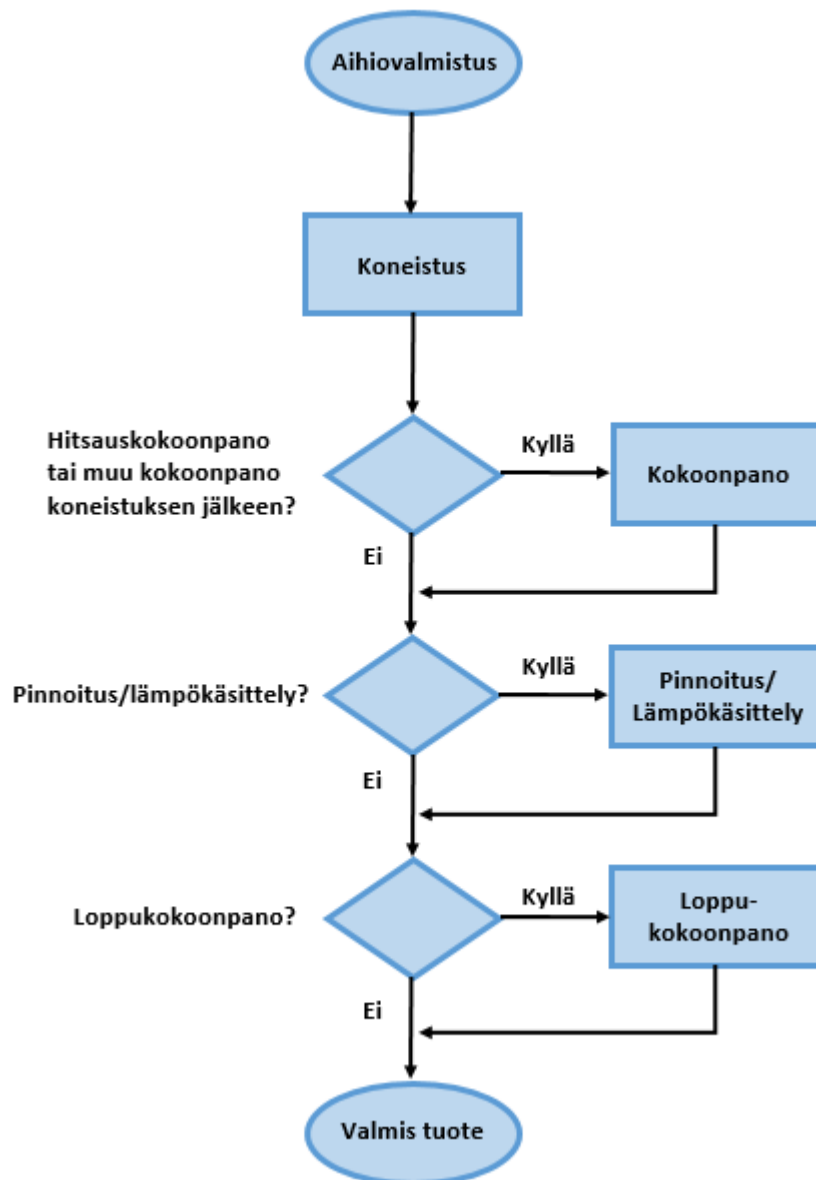 Aihiovalmistus
Koneistus
Hitsauskokoonpano
tai muu kokoonpano
koneistuksen jälkeen?
Kyllä
Kokoonpano
Ei
Pinnoitus/lämpökäsittely?
Kyllä
Pinnoitus/
Lämpökäsittely
Ei
Loppukokoonpano?
Kyllä
Loppu-
kokoonpano
Ei
Valmis tuote